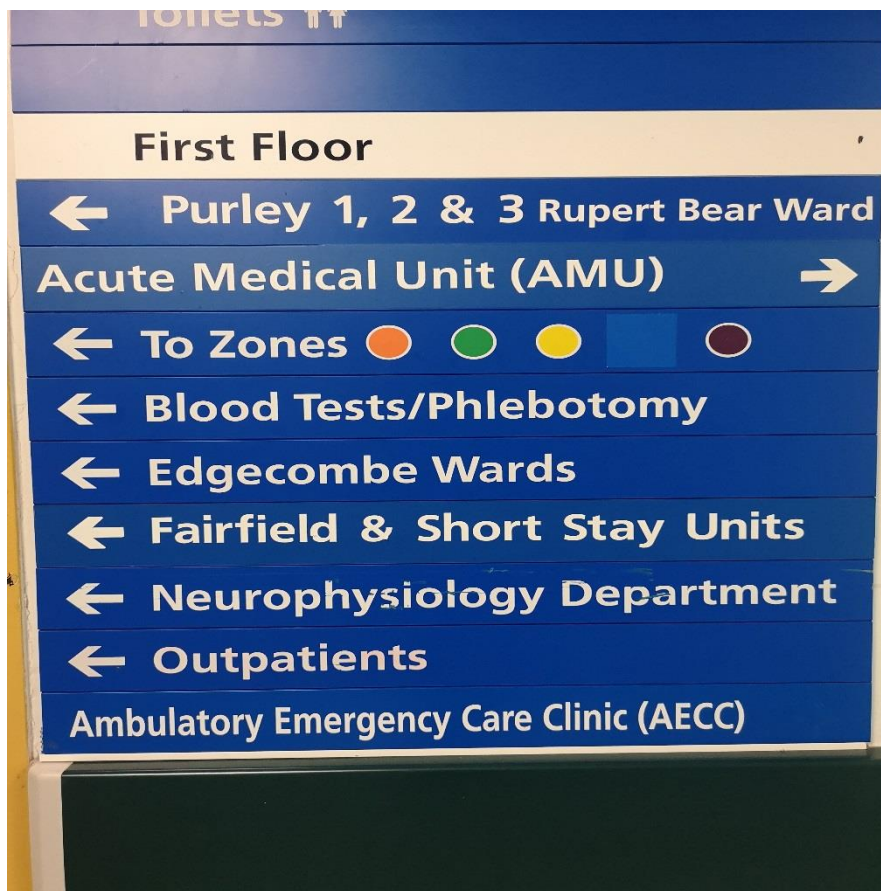 Toilets
First Floor
← Purley 1, 2 & 3 Rupert Bear Ward
Acute Medical Unit (AMU) →
← To Zones
← Blood Tests/Phlebotomy
← Edgecombe Wards
← Fairfield & Short Stay Units
← Neurophysiology Department
← Outpatients
Ambulatory Emergency Care Clinic (AECC)